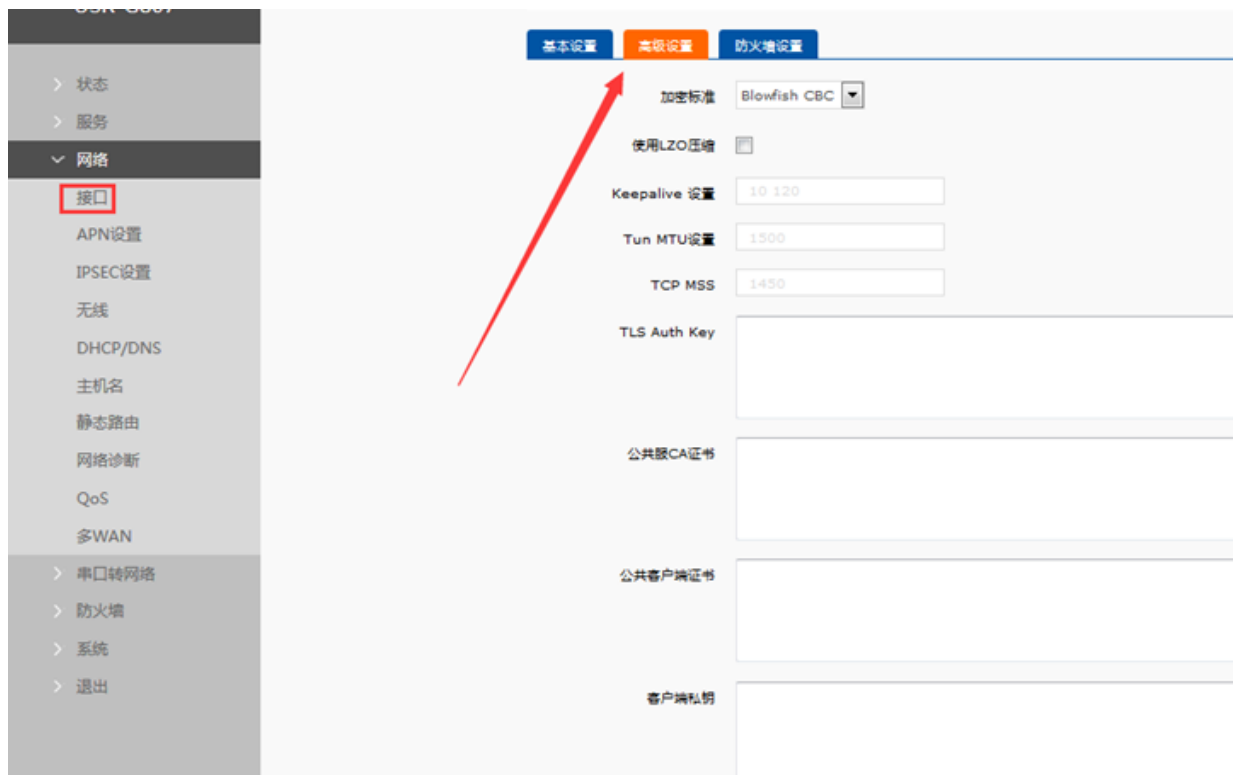 状态
服务
网络
接口
APN设置
IPSEC设置
无线
DHCP/DNS
主机名
静态路由
网络诊断
QoS
多WAN
串口转网络
防火墙
系统
退出
基本设置 高级设置 防火墙设置
加密标准 Blowfish CBC
使用LZO压缩
Keepalive 设置 10 120
Tun MTU设置 1500
TCP MSS 1450
TLS Auth Key
公共服CA证书
公共客户端证书
客户端私钥